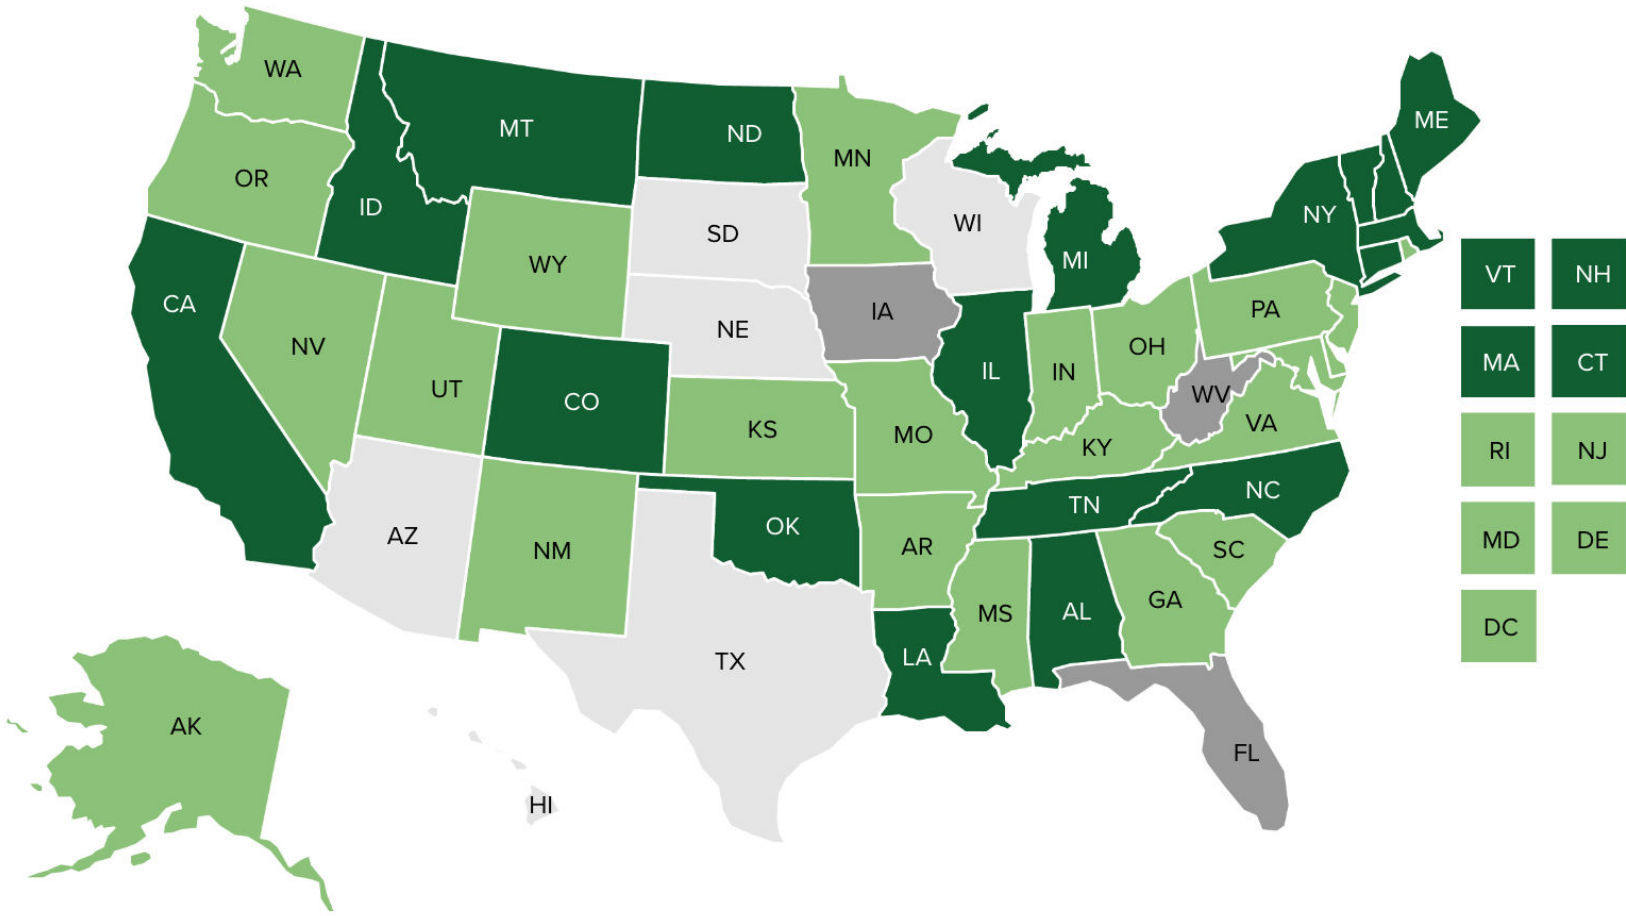 WA
MT
ND
ME
MN
OR
ID
NY
WI
SD
WY
MI
VT
NH
CA
IA
PA
NE
NV
OH
MA
CT
IL
IN
UT
CO
WV
KS
MO
VA
KY
RI
NJ
NC
TN
OK
AZ
AR
NM
SC
MD
DE
GA
MS
AL
DC
LA
TX
AK
FL
HI